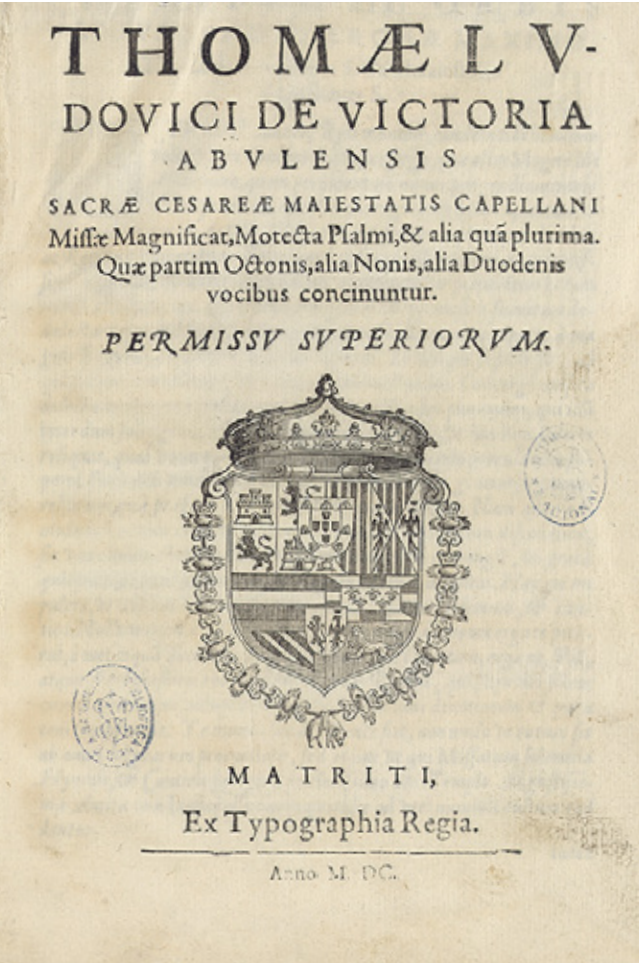 THOMÆ LV-
DOVICI DE VICTORIA
ABVLENSIS
SACRÆ CESAREÆ MAIESTATIS CAPELLANI
Missæ Magnificat, Motecta Psalmi, & alia quã plurima.
Quæ partim Octonis, alia Nonis, alia Duodenis
vocibus concinuntur.
PERMISSV SVPERIORVM.
MATRITI,
Ex Typographia Regia.
Anno M. DC.